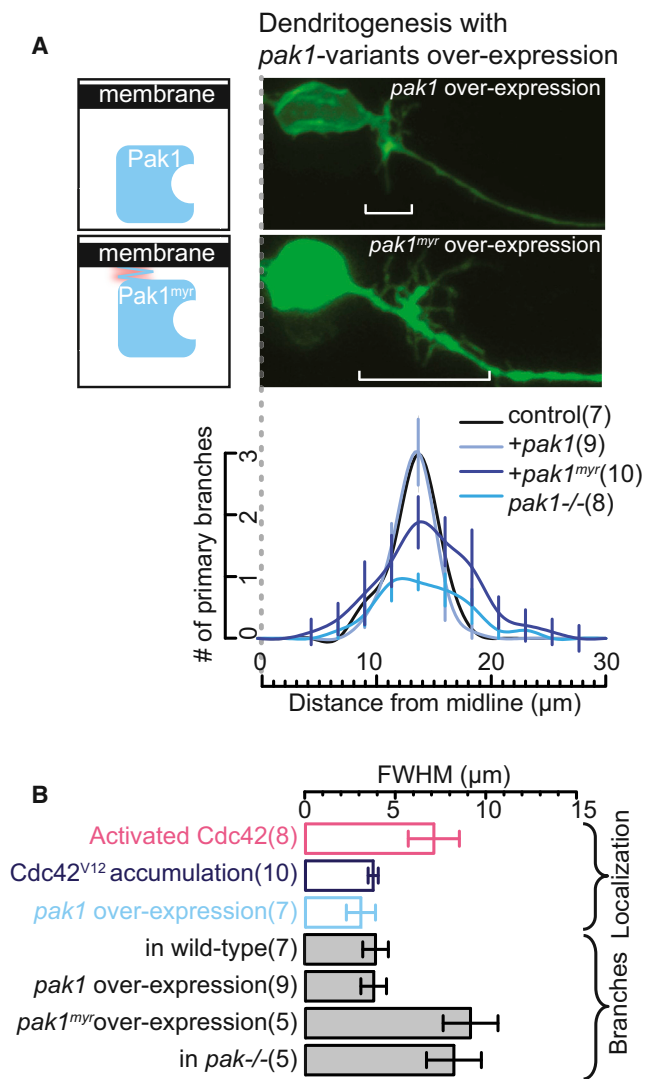 A
Dendritogenesis with
pak1-variants over-expression
membrane
Pak1
pak1 over-expression
membrane
Pak1myr
pak1myr over-expression
control(7)
+pak1(9)
+pak1myr(10)
pak1-/-(8)
# of primary branches
3
2
1
0
0 10 20 30
Distance from midline (μm)
B
FWHM (μm)
0 5 10 15
Activated Cdc42(8)
Cdc42V12 accumulation(10)
pak1 over-expression(7)
in wild-type(7)
pak1 over-expression(9)
pak1myrover-expression(5)
in pak-/-(5)
Localization
Branches